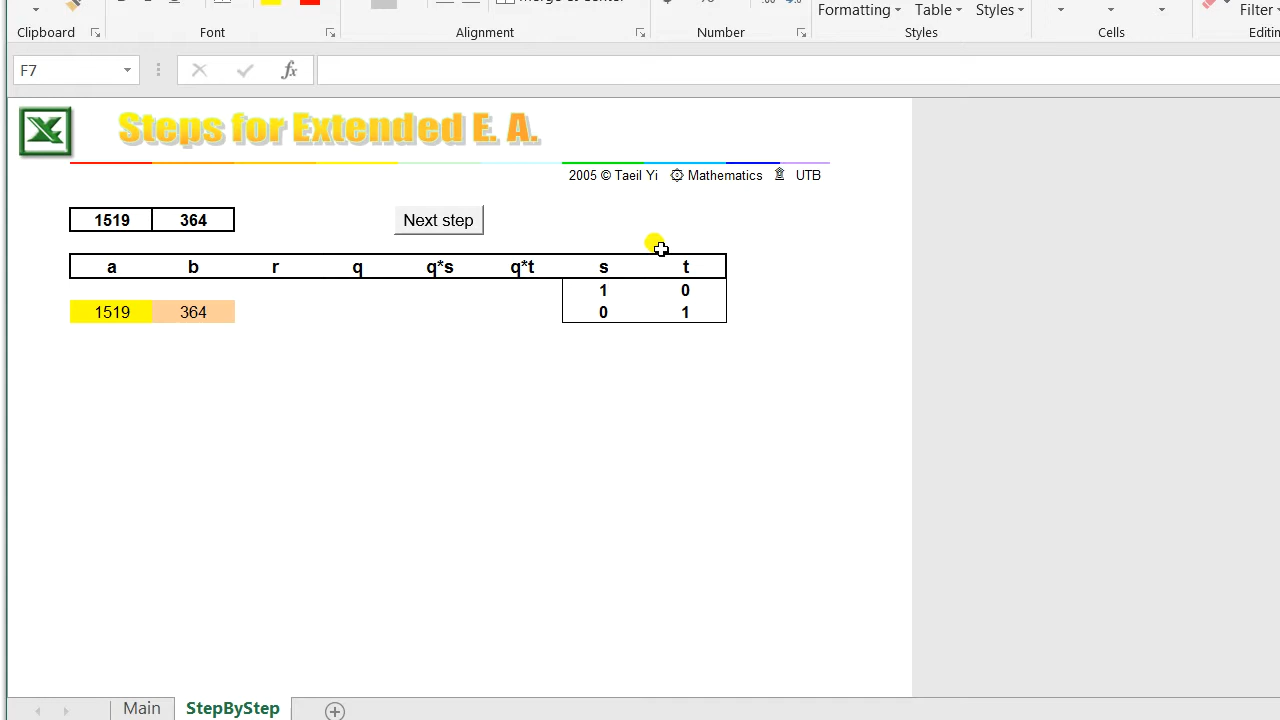 Formatting Table Styles Filter
Clipboard Font Alignment Number Styles Cells
F7 fx
Steps for Extended E. A.
2005 © Taeil Yi Mathematics UTB
1519 364 Next step
a b r q q*s q*t s t
1 0
1519 364 0 1
Main StepByStep